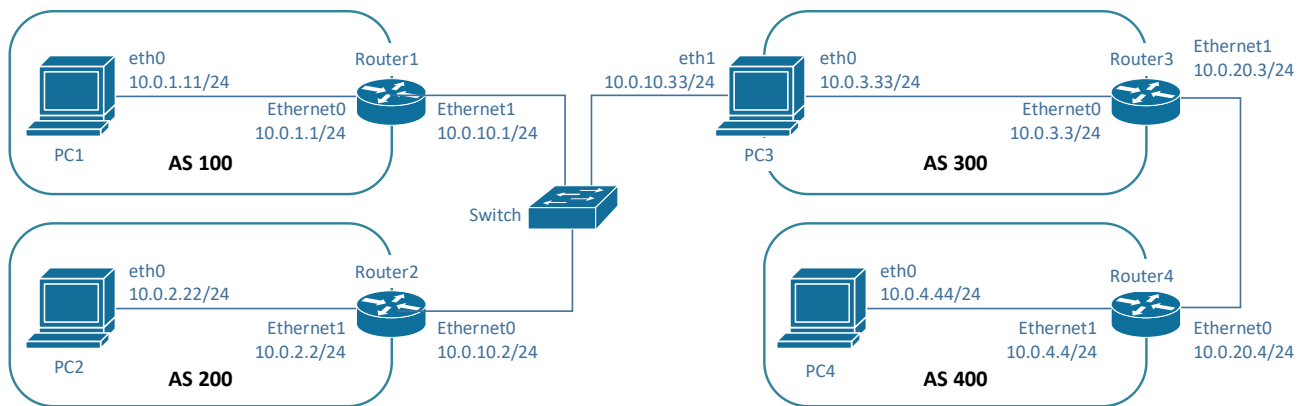 eth0
10.0.1.11/24
PC1
Ethernet0
10.0.1.1/24
Router1
Ethernet1
10.0.10.1/24
AS 100
eth0
10.0.2.22/24
PC2
Ethernet1
10.0.2.2/24
Router2
Ethernet0
10.0.10.2/24
AS 200
Switch
eth1
10.0.10.33/24
PC3
eth0
10.0.3.33/24
Ethernet0
10.0.3.3/24
Router3
Ethernet1
10.0.20.3/24
AS 300
eth0
10.0.4.44/24
PC4
Ethernet1
10.0.4.4/24
Router4
Ethernet0
10.0.20.4/24
AS 400